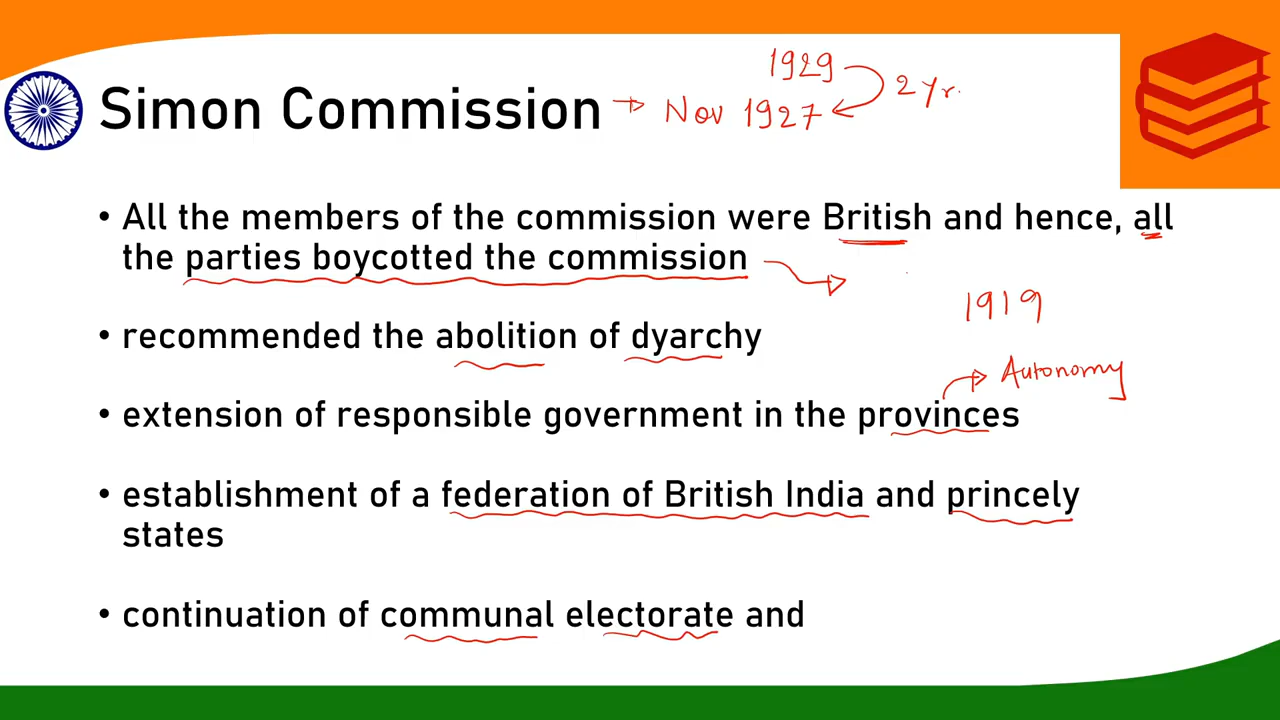 1929
Simon Commission → Nov 1927 2 yr.
• All the members of the commission were British and hence, all
the parties boycotted the commission
1919
• recommended the abolition of dyarchy
Autonomy
• extension of responsible government in the provinces
• establishment of a federation of British India and princely
states
• continuation of communal electorate and